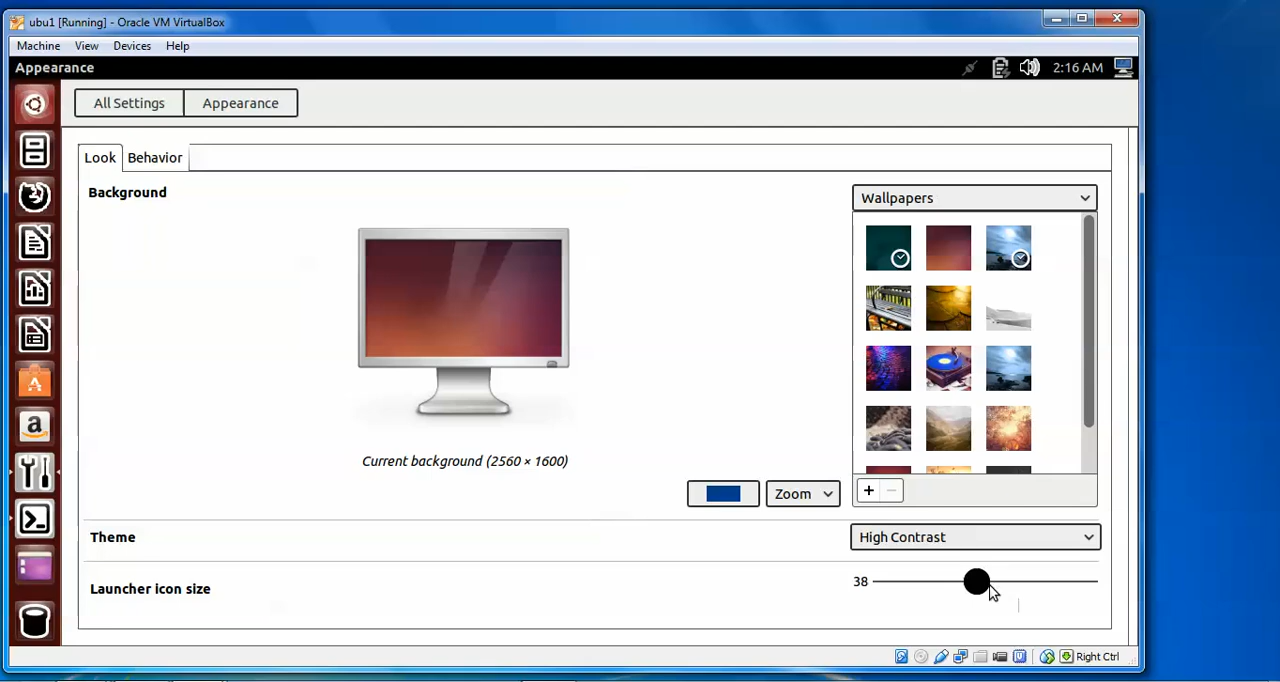 ubu1 [Running] - Oracle VM VirtualBox
Machine View Devices Help
Appearance 2:16 AM
All Settings Appearance
Look Behavior
Background
Wallpapers
Current background (2560 × 1600)
Zoom
+ −
Theme
High Contrast
Launcher icon size
38
Right Ctrl